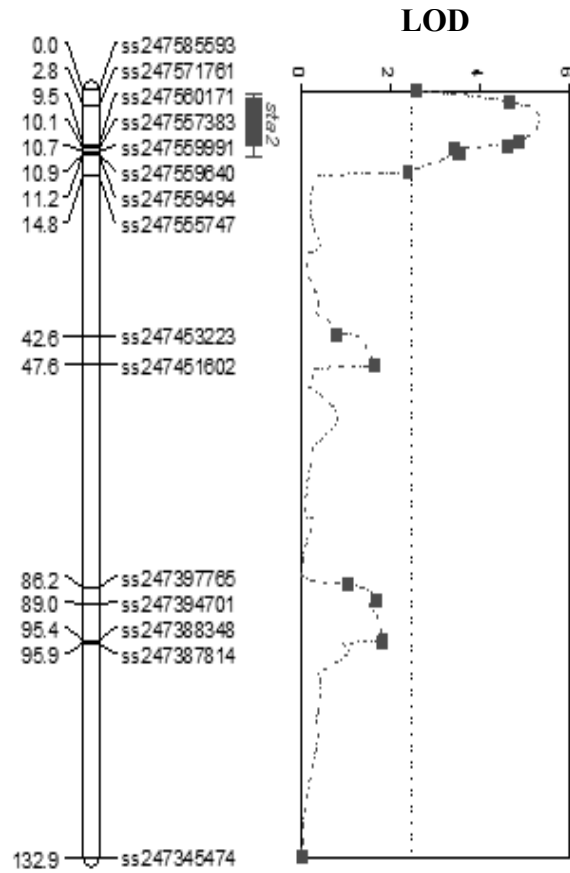 LOD
0.0 ss247585593
2.8 ss247571761
9.5 ss247560171
10.1 ss247557383
10.7 ss247559991
10.9 ss247559640
11.2 ss247559494
14.8 ss247555747
42.6 ss247453223
47.6 ss247451602
86.2 ss247397765
89.0 ss247394701
95.4 ss247388348
95.9 ss247387814
132.9 ss247345474
sta2
0 2 4 6